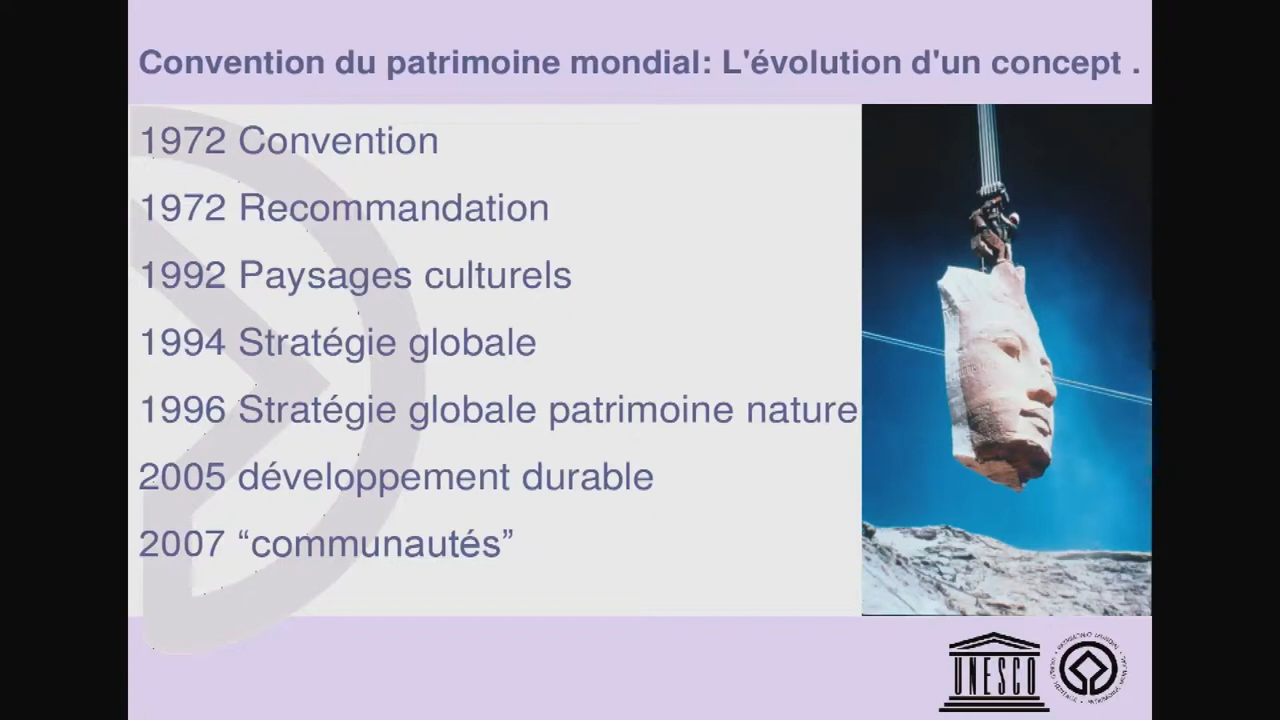 Convention du patrimoine mondial: L'évolution d'un concept .
1972 Convention
1972 Recommandation
1992 Paysages culturels
1994 Stratégie globale
1996 Stratégie globale patrimoine nature
2005 développement durable
2007 “communautés”
UNESCO